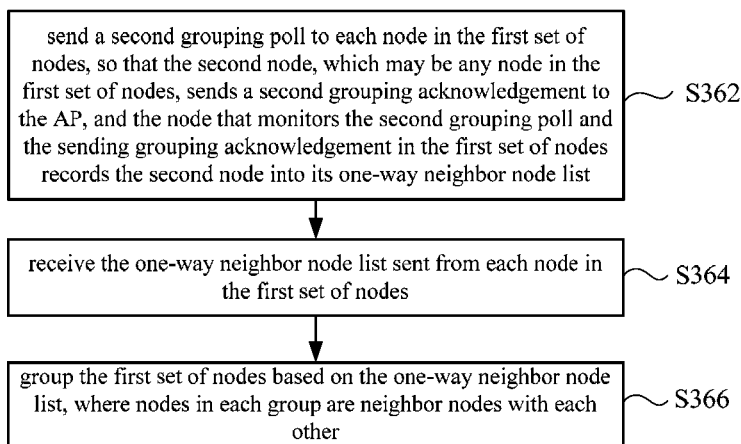 send a second grouping poll to each node in the first set of
nodes, so that the second node, which may be any node in the
first set of nodes, sends a second grouping acknowledgement to
the AP, and the node that monitors the second grouping poll and
the sending grouping acknowledgement in the first set of nodes
records the second node into its one-way neighbor node list
S362
receive the one-way neighbor node list sent from each node in
the first set of nodes
S364
group the first set of nodes based on the one-way neighbor node
list, where nodes in each group are neighbor nodes with each
other
S366